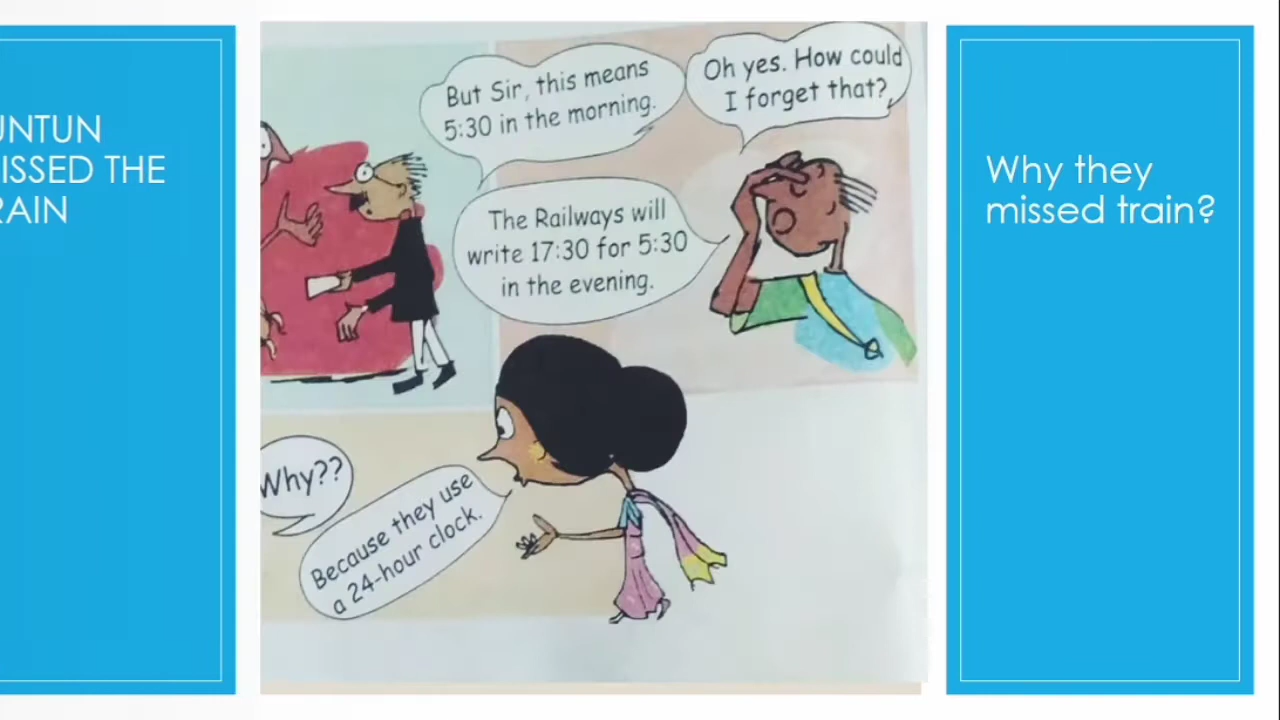 UNTUN
ISSED THE
RAIN
But Sir, this means
5:30 in the morning.
Oh yes. How could
I forget that?
The Railways will
write 17:30 for 5:30
in the evening.
Why??
Because they use
a 24-hour clock.
Why they
missed train?